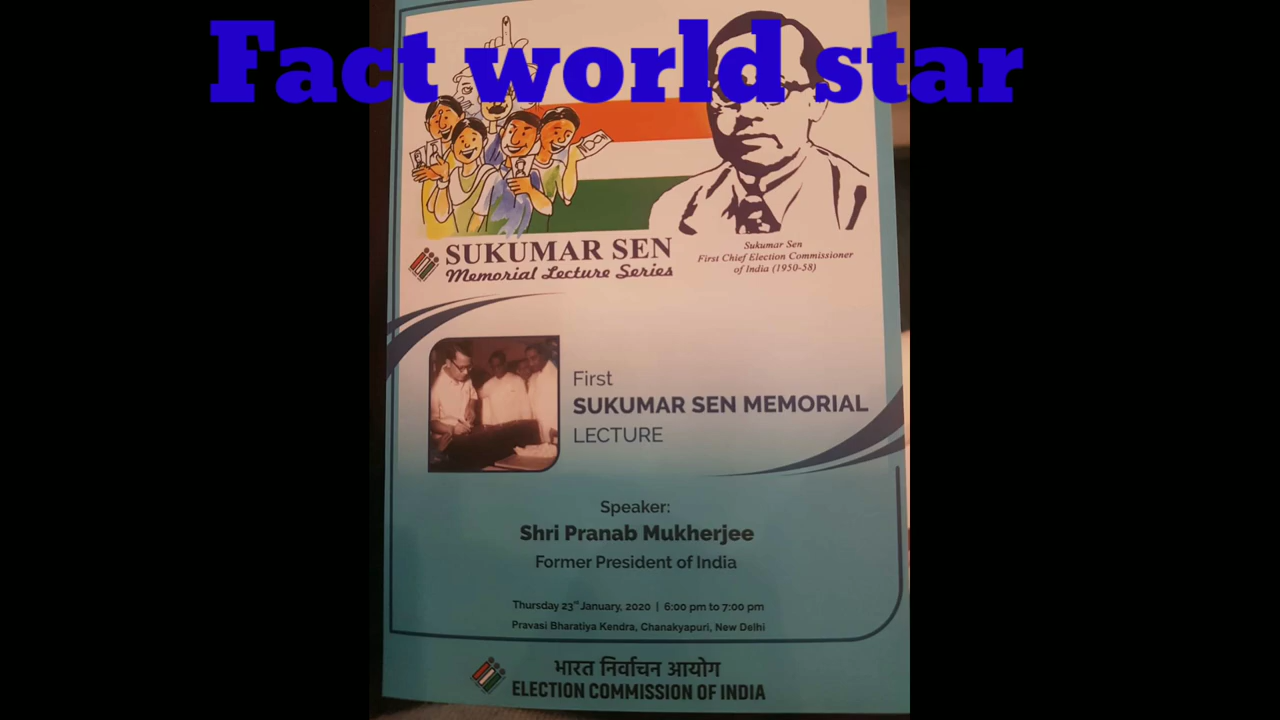 Fact world star
SUKUMAR SEN
Memorial Lecture Series
Sukumar Sen
First Chief Election Commissioner
of India (1950-58)
First
SUKUMAR SEN MEMORIAL
LECTURE
Speaker:
Shri Pranab Mukherjee
Former President of India
Thursday 23rd January, 2020 | 6:00 pm to 7:00 pm
Pravasi Bharatiya Kendra, Chanakyapuri, New Delhi
भारत निर्वाचन आयोग
ELECTION COMMISSION OF INDIA